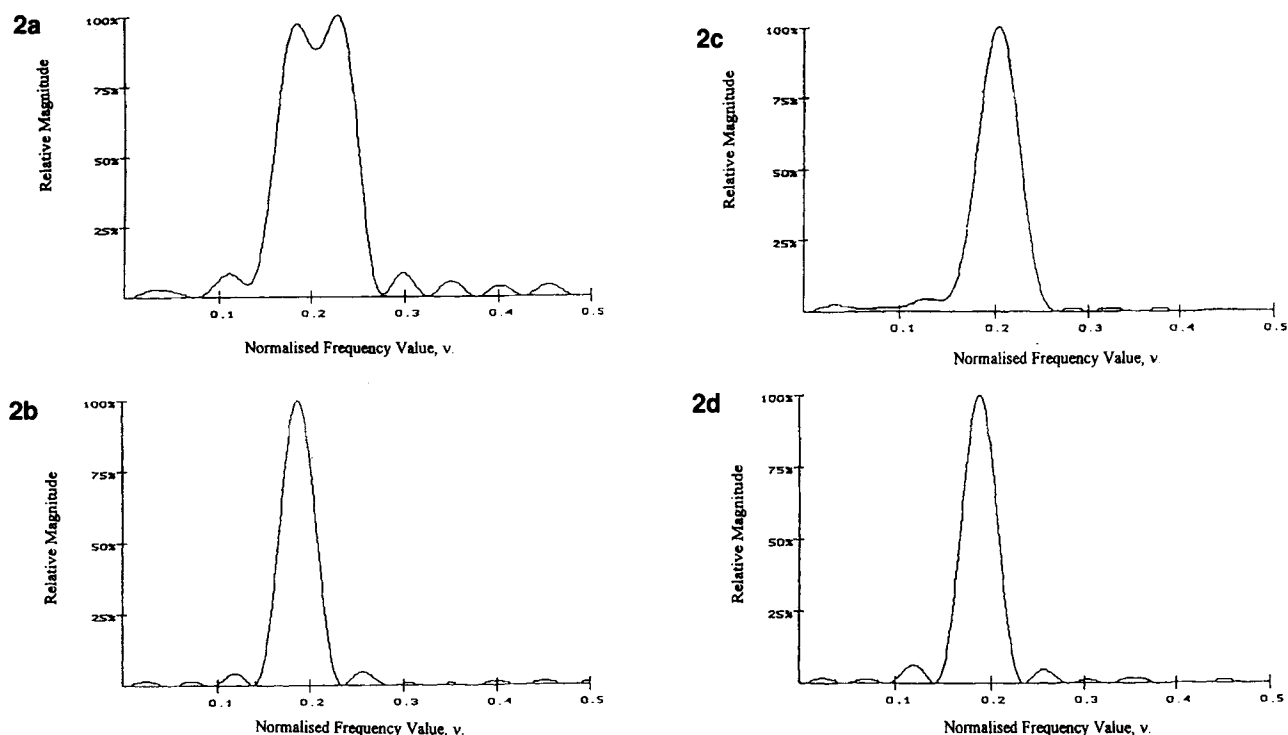 2a
100%
75%
50%
25%
Relative Magnitude
0.1 0.2 0.3 0.4 0.5
Normalised Frequency Value, ν.
2c
100%
75%
50%
25%
Relative Magnitude
0.1 0.2 0.3 0.4 0.5
Normalised Frequency Value, ν.
2b
100%
75%
50%
25%
Relative Magnitude
0.1 0.2 0.3 0.4 0.5
Normalised Frequency Value, ν.
2d
100%
75%
50%
25%
Relative Magnitude
0.1 0.2 0.3 0.4 0.5
Normalised Frequency Value, ν.